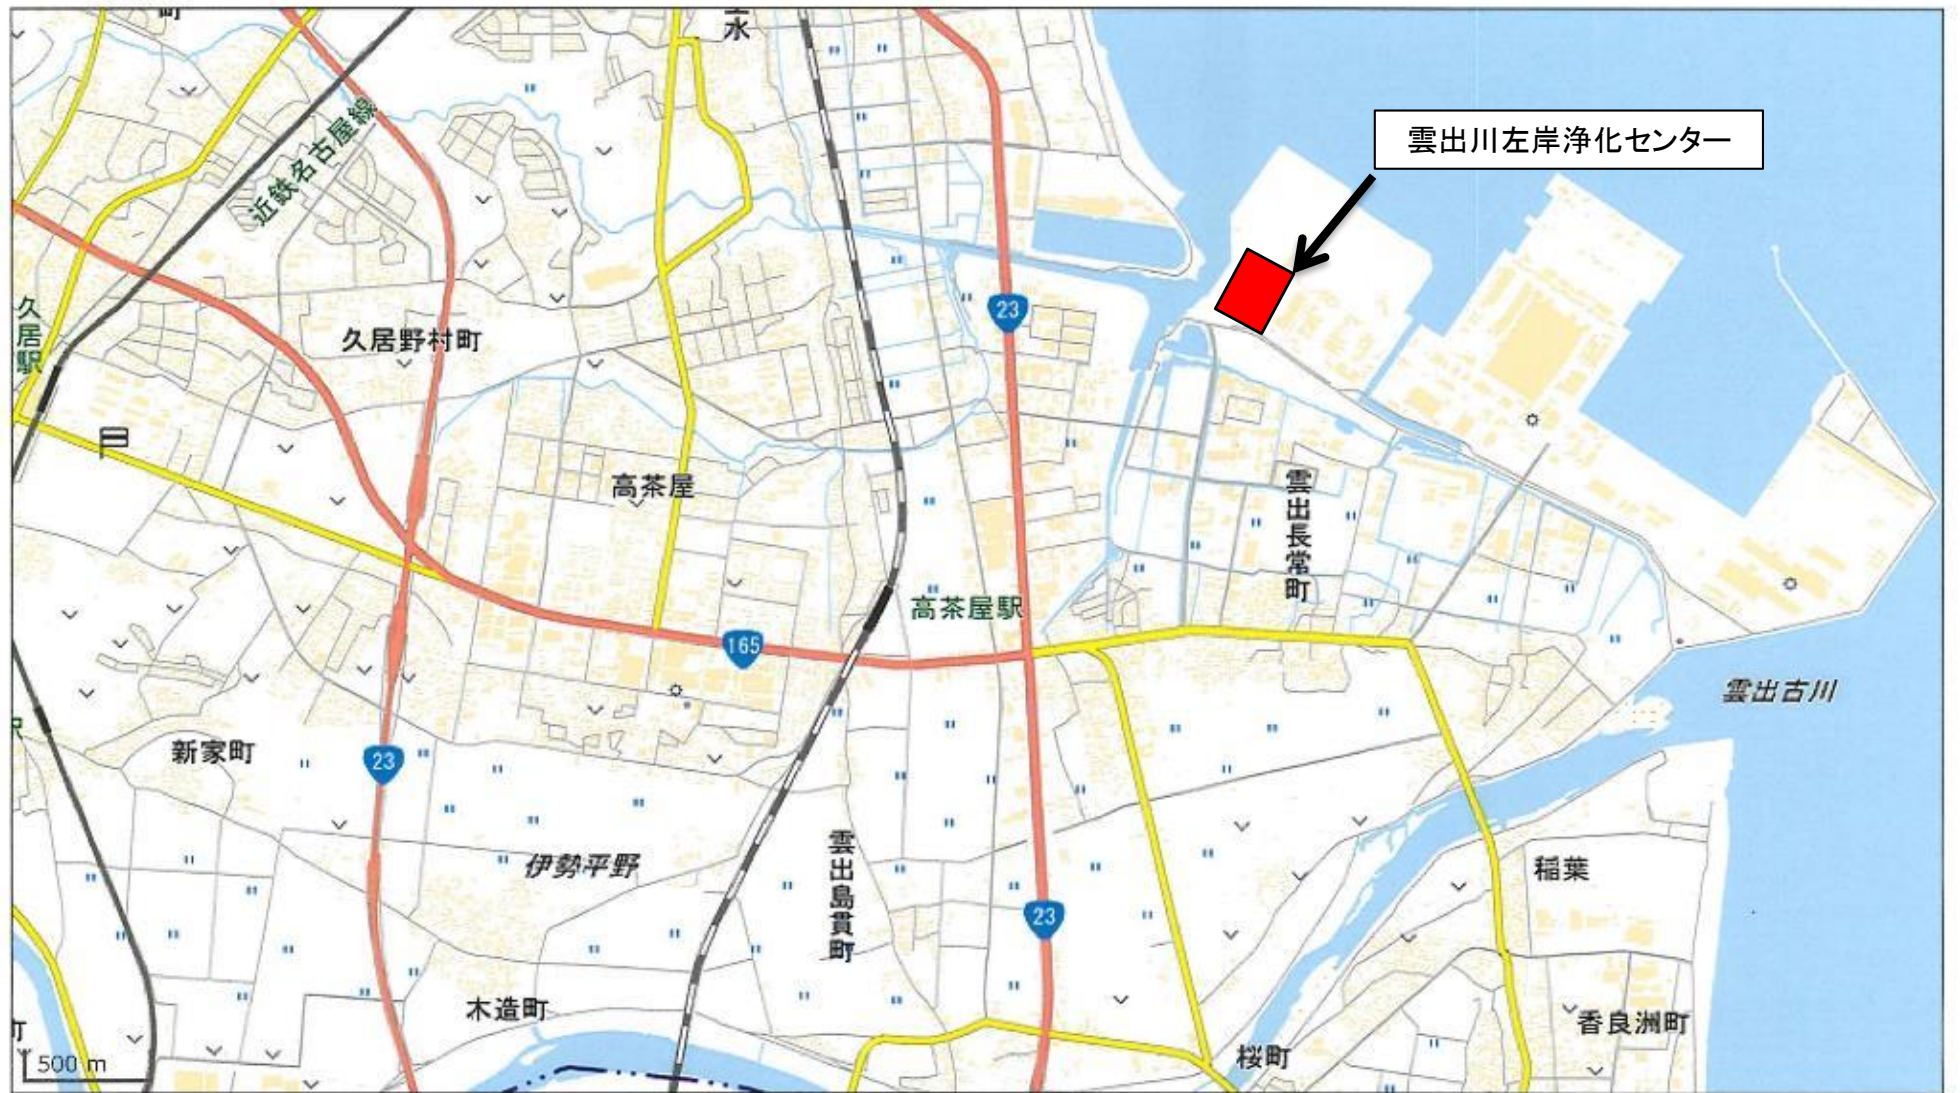 水
雲出川左岸浄化センター
近鉄名古屋線
23
久居駅
久居野村町
高茶屋
雲出長常町
高茶屋駅
165
雲出古川
新家町
23
伊勢平野
雲出島貫町
稲葉
23
木造町
香良洲町
桜町
町
500 m